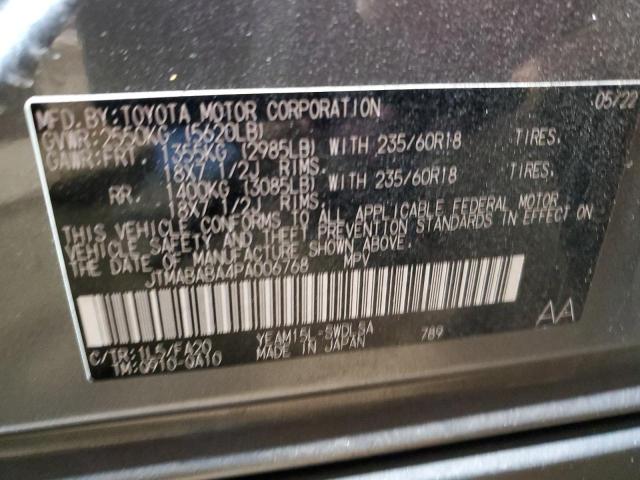 MFD.BY:TOYOTA MOTOR CORPORATION 05/22
GVWR:2550KG (5620LB)
GAWR:FRT. 1355KG (2985LB) WITH 235/60R18 TIRES.
18X7 1/2J RIMS.
RR. 1400KG (3085LB) WITH 235/60R18 TIRES.
18X7 1/2J RIMS.
THIS VEHICLE CONFORMS TO ALL APPLICABLE FEDERAL MOTOR
VEHICLE SAFETY AND THEFT PREVENTION STANDARDS IN EFFECT ON
THE DATE OF MANUFACTURE SHOWN ABOVE.
JTMABABA4PA006768 MPV
C/TR:1L5/FA20 YEAM15L-SWDLSA 789
TM:Q910-QA10 MADE IN JAPAN
AA